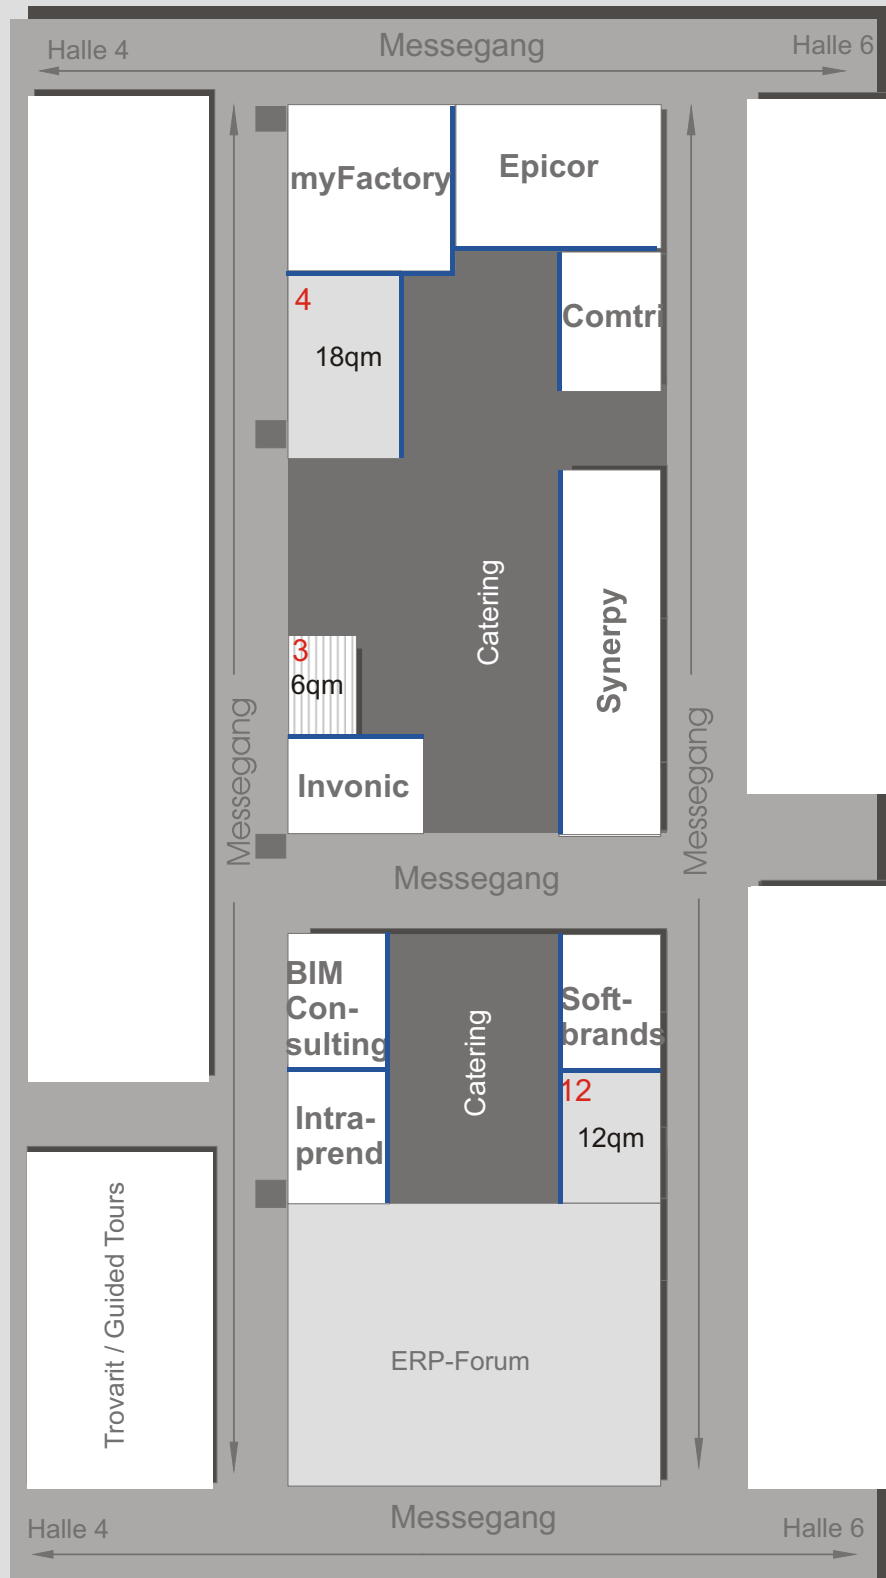 Halle 4
Messegang
Halle 6
myFactory
Epicor
4
18qm
Comtri
Catering
Synerpy
3
6qm
Messegang
Messegang
Invonic
Messegang
BIM
Con-
sulting
Catering
Soft-
brands
Intra-
prend
12
12qm
Trovarit / Guided Tours
ERP-Forum
Halle 4
Messegang
Halle 6